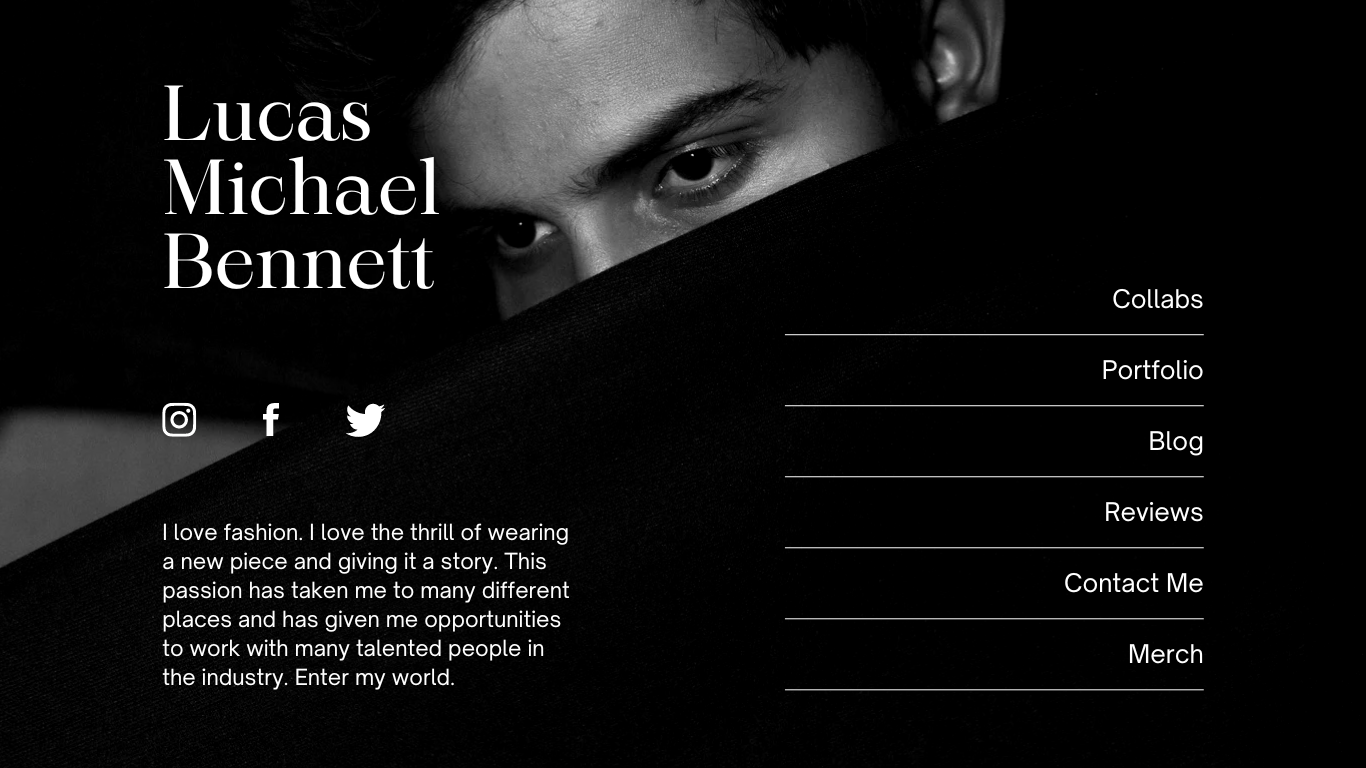 Lucas
Michael
Bennett
I love fashion. I love the thrill of wearing
a new piece and giving it a story. This
passion has taken me to many different
places and has given me opportunities
to work with many talented people in
the industry. Enter my world.
Collabs
Portfolio
Blog
Reviews
Contact Me
Merch